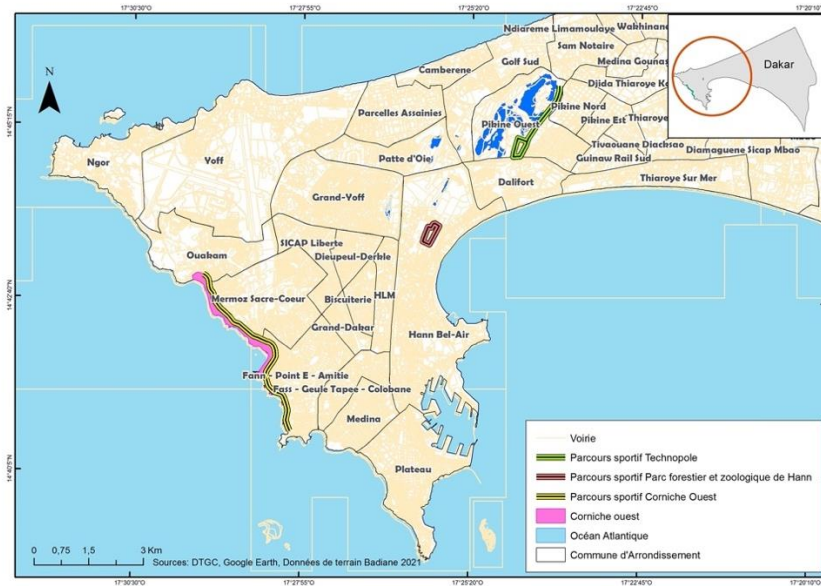 17°30'30"O
17°27'55"O
17°25'20"O
17°22'45"O
17°20'10"O
Dakar
N
Ndiareme Limamoulaye
Wakhinane
Sam Notaire
Golf Sud
Medina Gounas
Camberene
Djida Thiaroye
Parcelles Assainies
Pikine Nord
Pikine Ouest
Pikine Est
Thiaroye
Ngor
Yoff
Patte d'Oie
Tivaouane Diacksao
Diamaguene Sicap Mbao
Guinaw Rail Sud
Dalifort
Thiaroye Sur Mer
Grand-Yoff
SICAP Liberte
Ouakam
Dieupeul-Derkle
Mermoz Sacre-Coeur
Biscuiterie
HLM
Grand-Dakar
Hann Bel-Air
Fann - Point E - Amitie
Fass - Geule Tapee - Colobane
Medina
Plateau
14°45'15"N
14°42'40"N
14°40'5"N
Voirie
Parcours sportif Technopole
Parcours sportif Parc forestier et zoologique de Hann
Parcours sportif Corniche Ouest
Corniche ouest
Océan Atlantique
Commune d'Arrondissement
0 0,75 1,5 3 Km
Sources: DTGC, Google Earth, Données de terrain Badiane 2021
17°30'30"O
17°27'55"O
17°25'20"O
17°22'45"O
17°20'10"O